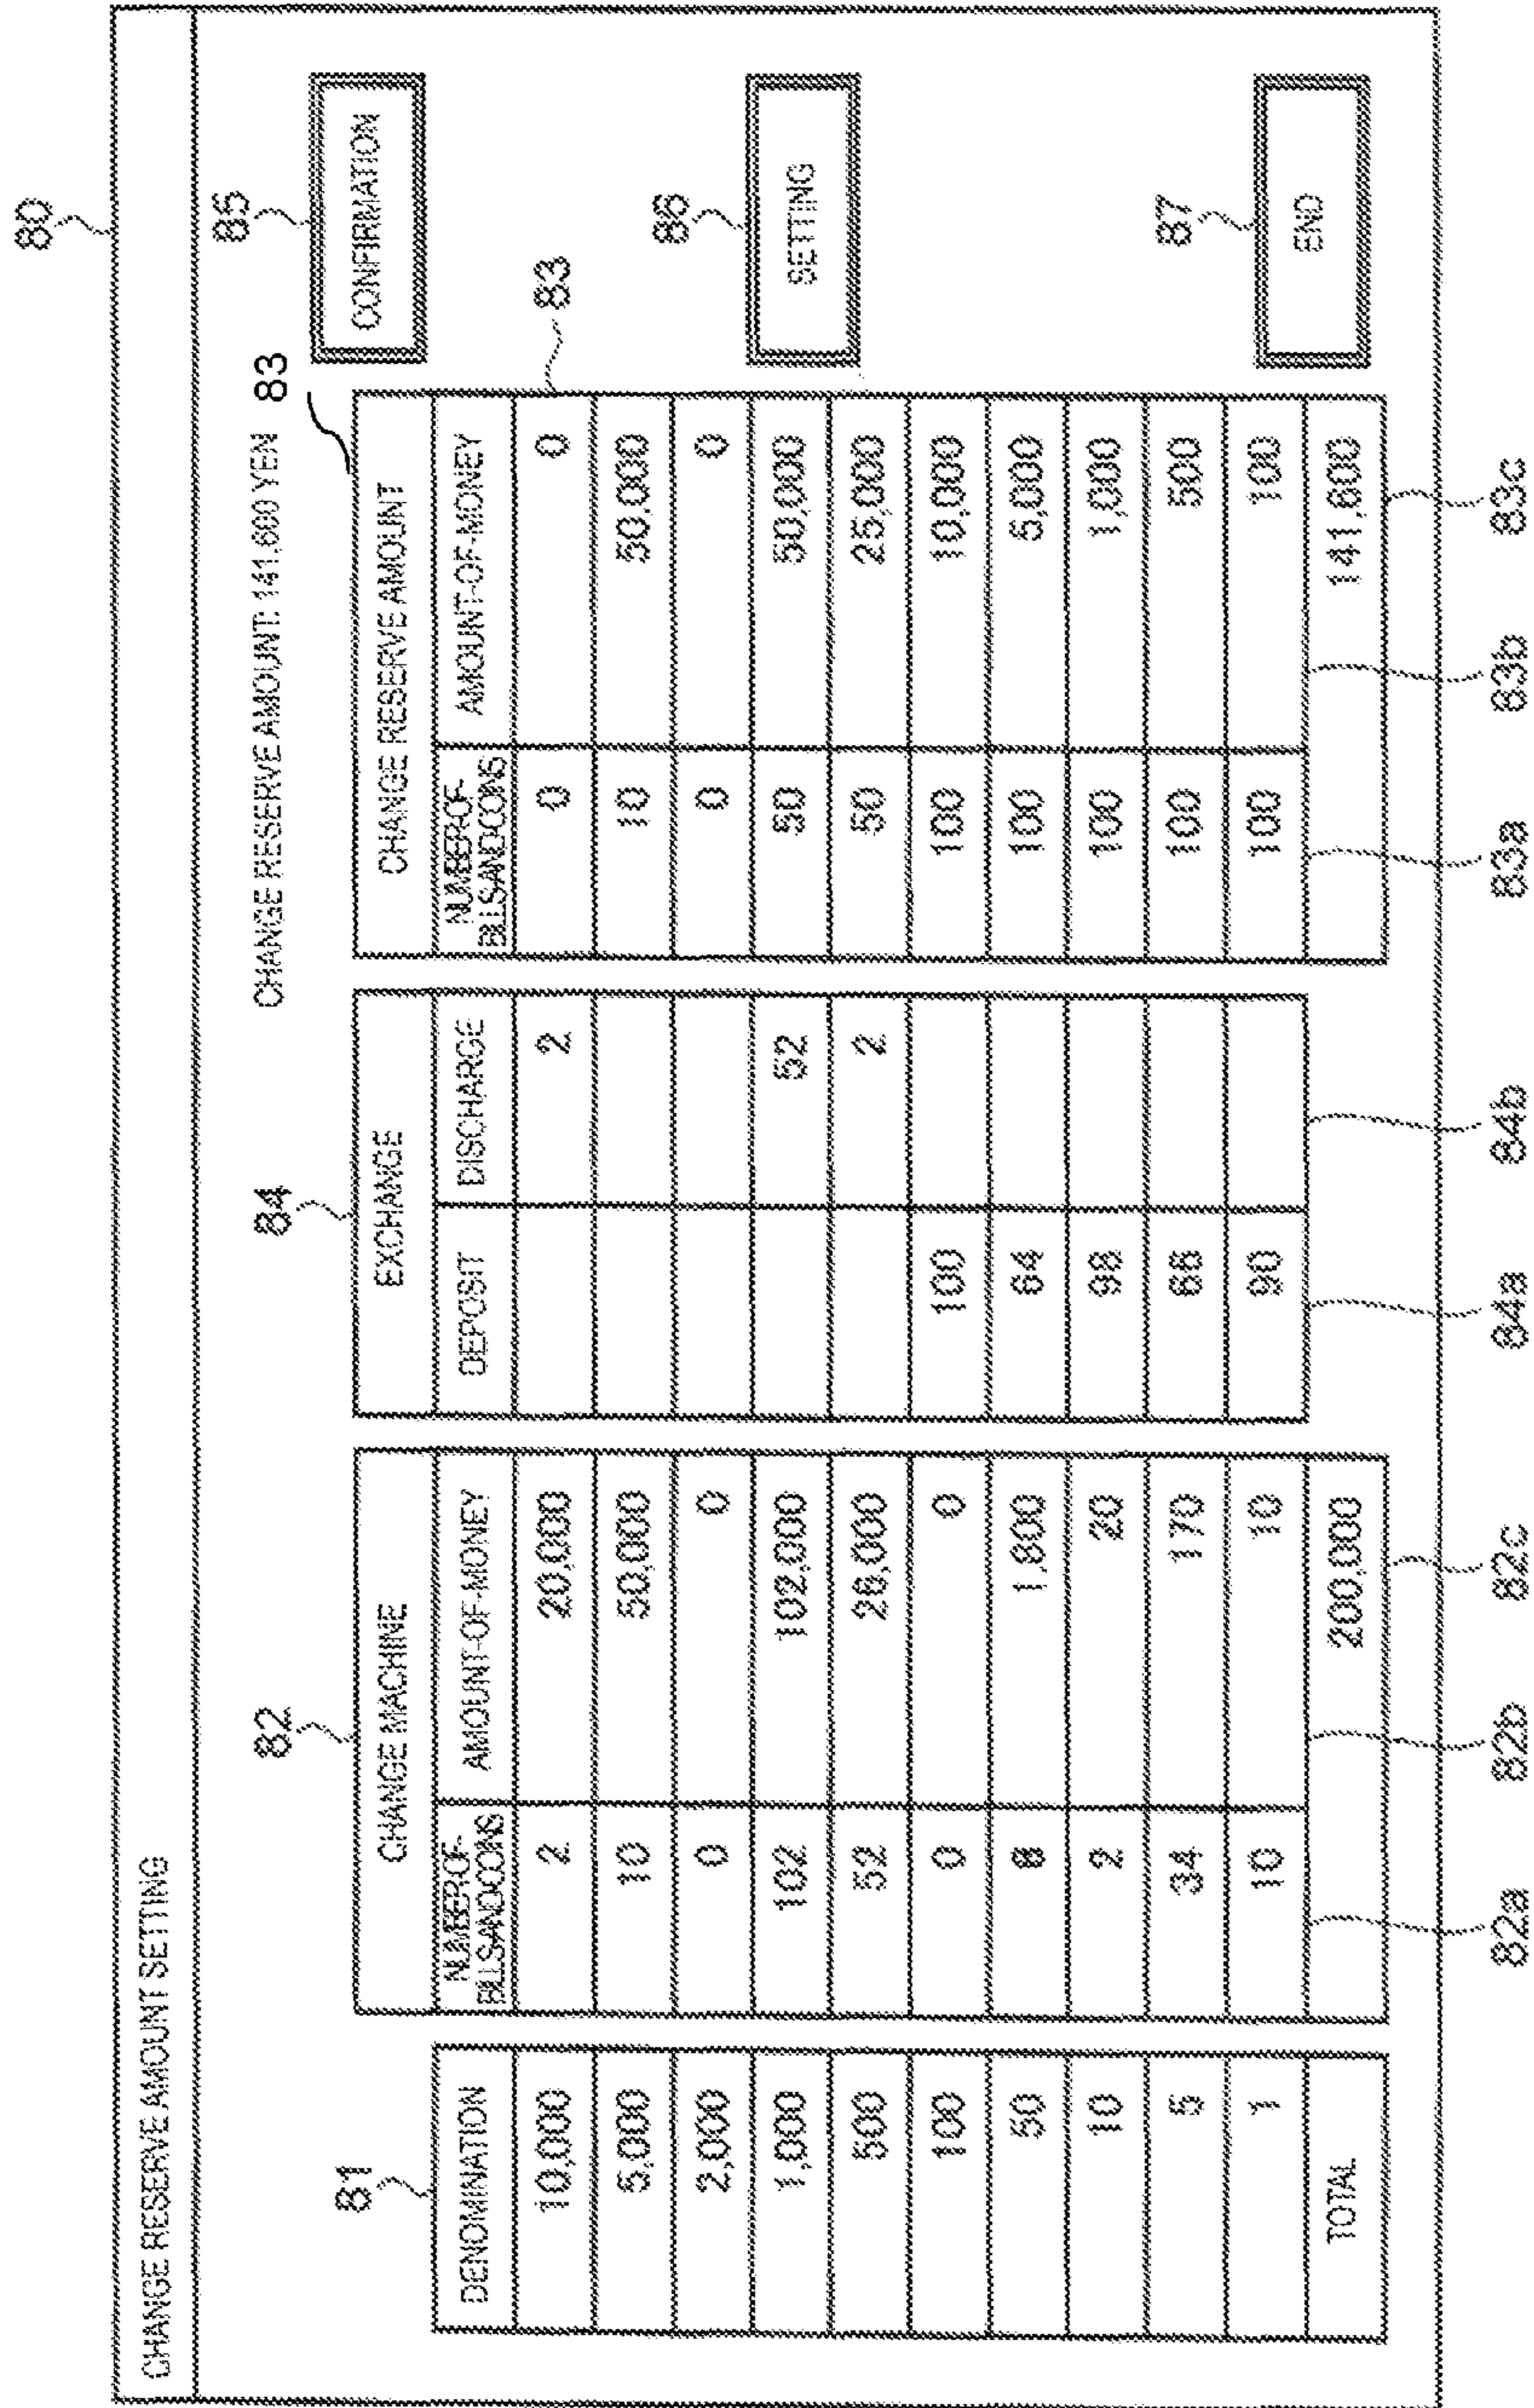 80
CHANGE RESERVE AMOUNT SETTING
CHANGE RESERVE AMOUNT: 141,600 YEN
85
CONFIRMATION
81 82 84 83
CHANGE MACHINE EXCHANGE CHANGE RESERVE AMOUNT
DENOMINATION NUMBER-OF-BILLS AND COINS AMOUNT-OF-MONEY DEPOSIT DISCHARGE NUMBER-OF-BILLS AND COINS AMOUNT-OF-MONEY
83
10,000 2 20,000 2 0 0
5,000 10 50,000 10 50,000
2,000 0 0 0 0
1,000 102 102,000 52 50 50,000
500 52 26,000 2 50 25,000
100 0 0 100 100 10,000
50 1,800 64 100 5,000
10 2 20 98 100 1,000
5 34 170 66 100 500
1 10 10 90 100 100
TOTAL 200,000 141,600
86
SETTING
87
END
82a 82b 82c 84a 84b 83a 83b 83c